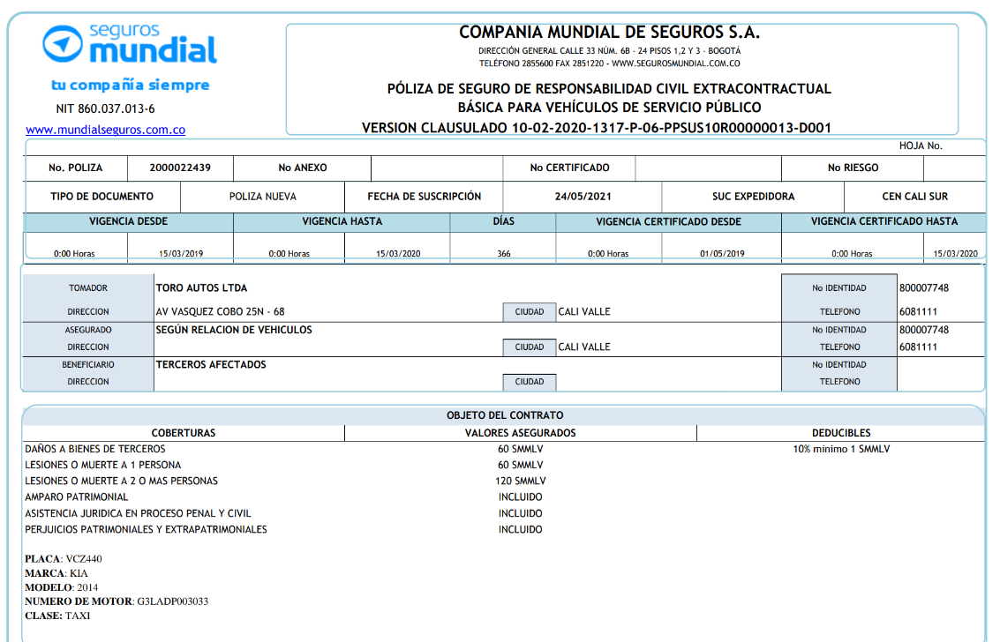 seguros
mundial
tu compañía siempre
NIT 860.037.013-6
www.mundialseguros.com.co
COMPANIA MUNDIAL DE SEGUROS S.A.
DIRECCIÓN GENERAL CALLE 33 NÚM. 6B - 24 PISOS 1,2 Y 3 - BOGOTÁ
TELÉFONO 2855600 FAX 2851220 - WWW.SEGUROSMUNDIAL.COM.CO
PÓLIZA DE SEGURO DE RESPONSABILIDAD CIVIL EXTRACONTRACTUAL
BÁSICA PARA VEHÍCULOS DE SERVICIO PÚBLICO
VERSION CLAUSULADO 10-02-2020-1317-P-06-PPSUS10R00000013-D001
HOJA No.
No. POLIZA 2000022439 No ANEXO No CERTIFICADO No RIESGO
TIPO DE DOCUMENTO POLIZA NUEVA FECHA DE SUSCRIPCIÓN 24/05/2021 SUC EXPEDIDORA CEN CALI SUR
VIGENCIA DESDE VIGENCIA HASTA DÍAS VIGENCIA CERTIFICADO DESDE VIGENCIA CERTIFICADO HASTA
0:00 Horas 15/03/2019 0:00 Horas 15/03/2020 366 0:00 Horas 01/05/2019 0:00 Horas 15/03/2020
TOMADOR TORO AUTOS LTDA No IDENTIDAD 800007748
DIRECCION AV VASQUEZ COBO 25N - 68 CIUDAD CALI VALLE TELEFONO 6081111
ASEGURADO SEGÚN RELACION DE VEHICULOS No IDENTIDAD 800007748
DIRECCION CIUDAD CALI VALLE TELEFONO 6081111
BENEFICIARIO TERCEROS AFECTADOS No IDENTIDAD
DIRECCION CIUDAD TELEFONO
OBJETO DEL CONTRATO
COBERTURAS VALORES ASEGURADOS DEDUCIBLES
DAÑOS A BIENES DE TERCEROS 60 SMMLV 10% minimo 1 SMMLV
LESIONES O MUERTE A 1 PERSONA 60 SMMLV
LESIONES O MUERTE A 2 O MAS PERSONAS 120 SMMLV
AMPARO PATRIMONIAL INCLUIDO
ASISTENCIA JURIDICA EN PROCESO PENAL Y CIVIL INCLUIDO
PERJUICIOS PATRIMONIALES Y EXTRAPATRIMONIALES INCLUIDO
PLACA: VCZ440
MARCA: KIA
MODELO: 2014
NUMERO DE MOTOR: G3LADP003033
CLASE: TAXI